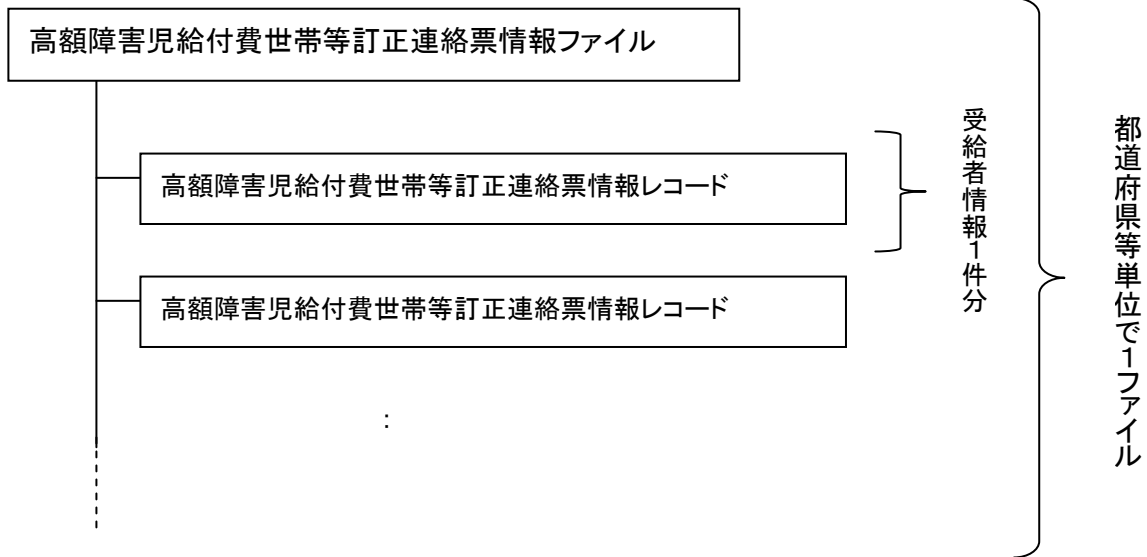 高額障害児給付費世帯等訂正連絡票情報ファイル
高額障害児給付費世帯等訂正連絡票情報レコード
高額障害児給付費世帯等訂正連絡票情報レコード
:
受給者情報1件分
都道府県等単位で1ファイル